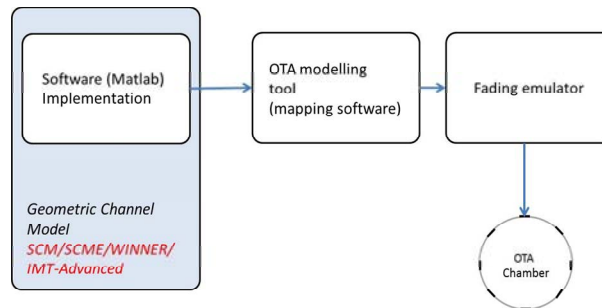 Software (Matlab)
Implementation
OTA modelling
tool
(mapping software)
Fading emulator
Geometric Channel
Model
SCM/SCME/WINNER/
IMT-Advanced
OTA
Chamber